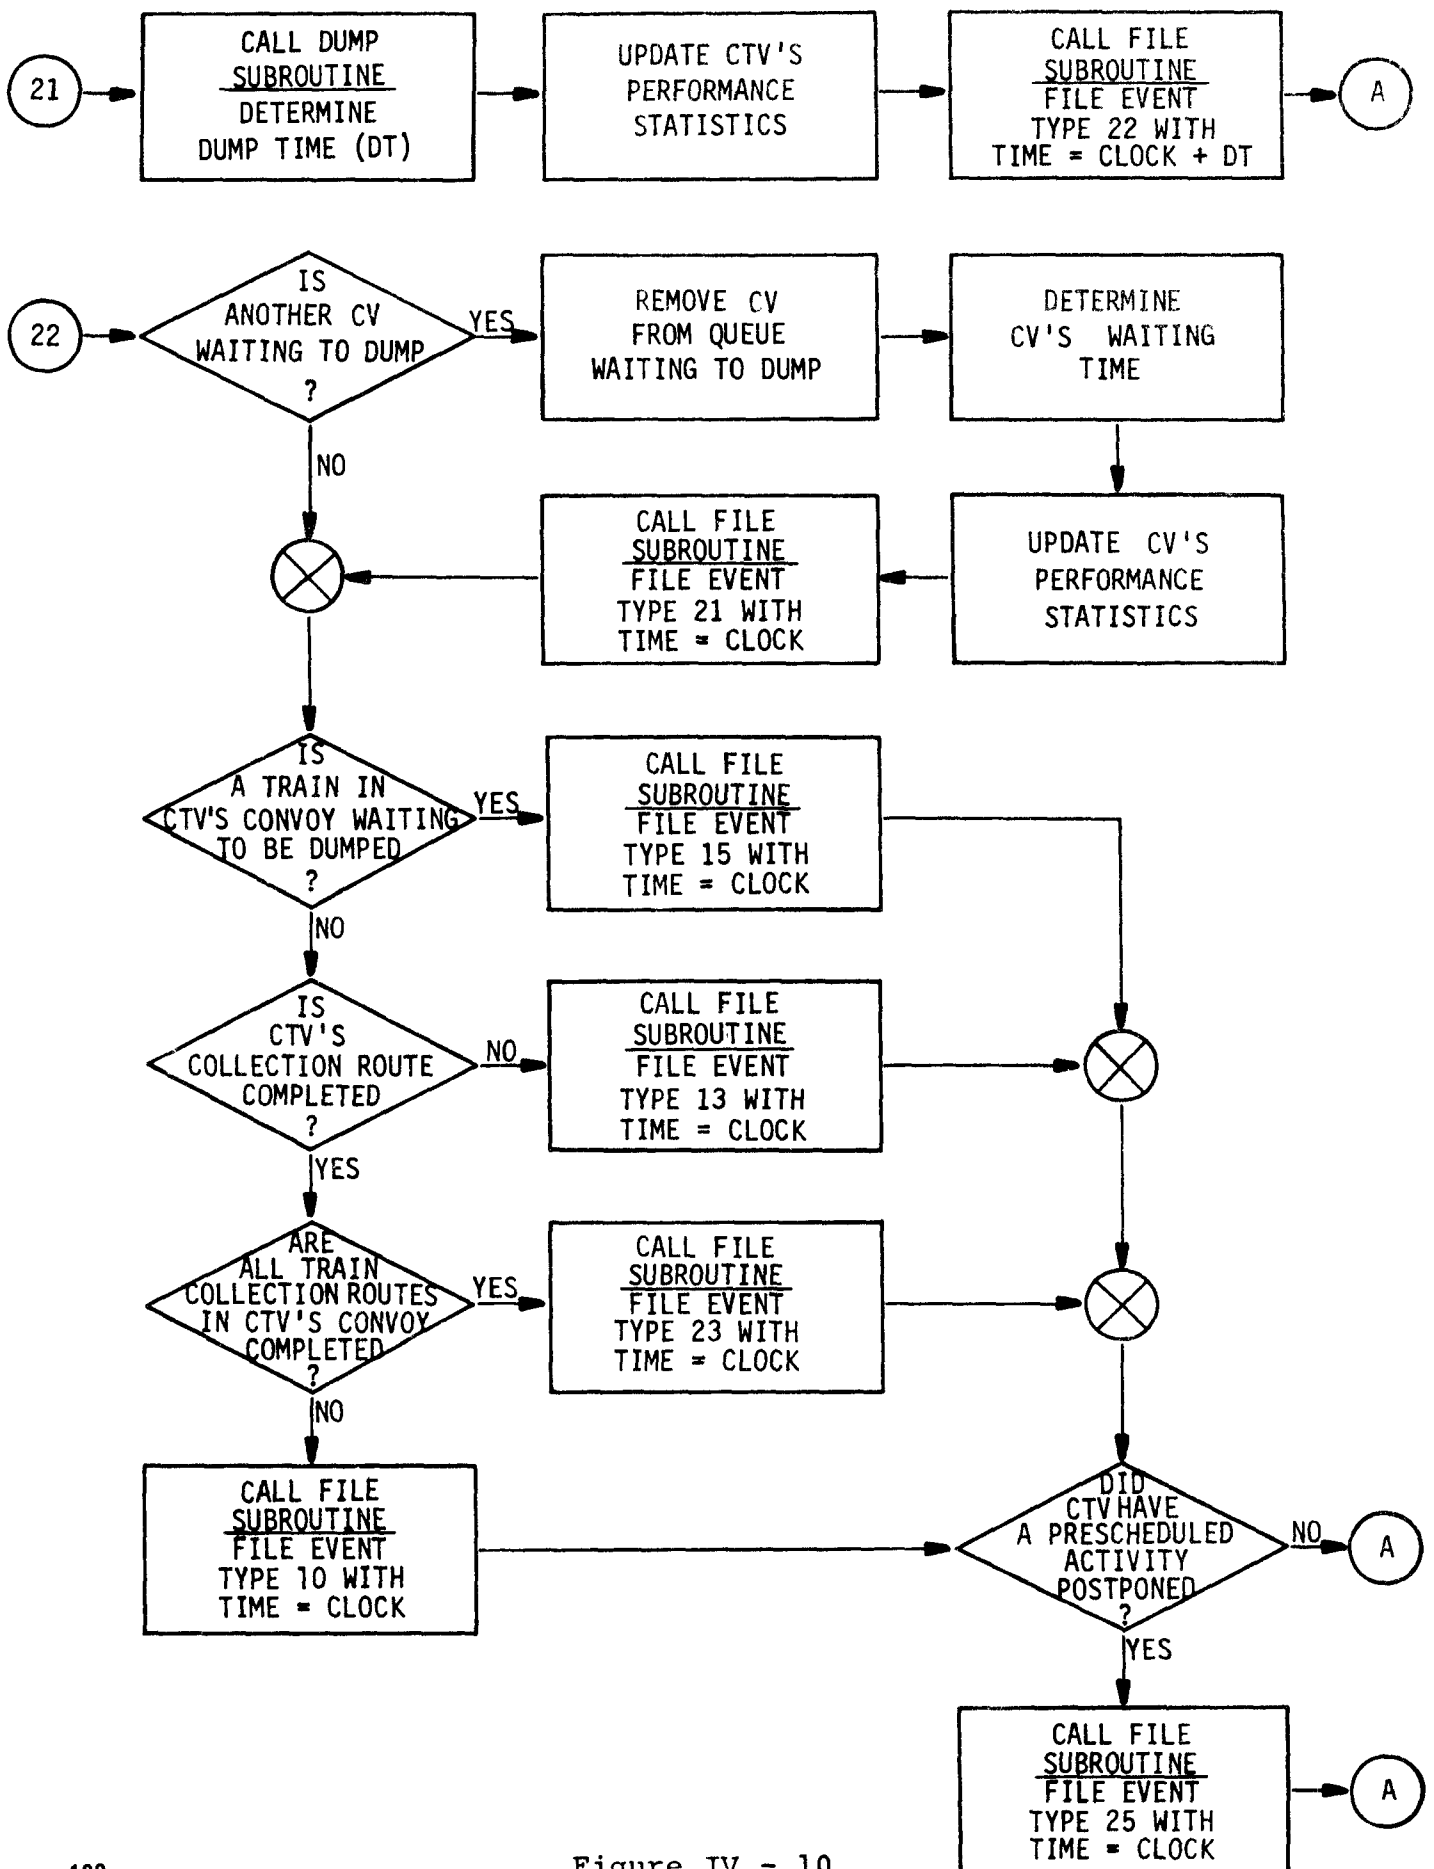 21
CALL DUMP
SUBROUTINE
DETERMINE
DUMP TIME (DT)
UPDATE CTV'S
PERFORMANCE
STATISTICS
CALL FILE
SUBROUTINE
FILE EVENT
TYPE 22 WITH
TIME = CLOCK + DT
A
22
IS
ANOTHER CV
WAITING TO DUMP
?
YES
REMOVE CV
FROM QUEUE
WAITING TO DUMP
DETERMINE
CV'S WAITING
TIME
NO
CALL FILE
SUBROUTINE
FILE EVENT
TYPE 21 WITH
TIME = CLOCK
UPDATE CV'S
PERFORMANCE
STATISTICS
IS
A TRAIN IN
CTV'S CONVOY WAITING
TO BE DUMPED
?
YES
CALL FILE
SUBROUTINE
FILE EVENT
TYPE 15 WITH
TIME = CLOCK
NO
IS
CTV'S
COLLECTION ROUTE
COMPLETED
?
NO
CALL FILE
SUBROUTINE
FILE EVENT
TYPE 13 WITH
TIME = CLOCK
YES
ARE
ALL TRAIN
COLLECTION ROUTES
IN CTV'S CONVOY
COMPLETED
?
YES
CALL FILE
SUBROUTINE
FILE EVENT
TYPE 23 WITH
TIME = CLOCK
NO
CALL FILE
SUBROUTINE
FILE EVENT
TYPE 10 WITH
TIME = CLOCK
DID
CTV HAVE
A PRESCHEDULED
ACTIVITY
POSTPONED
?
NO
A
YES
CALL FILE
SUBROUTINE
FILE EVENT
TYPE 25 WITH
TIME = CLOCK
A
Figure IV - 10